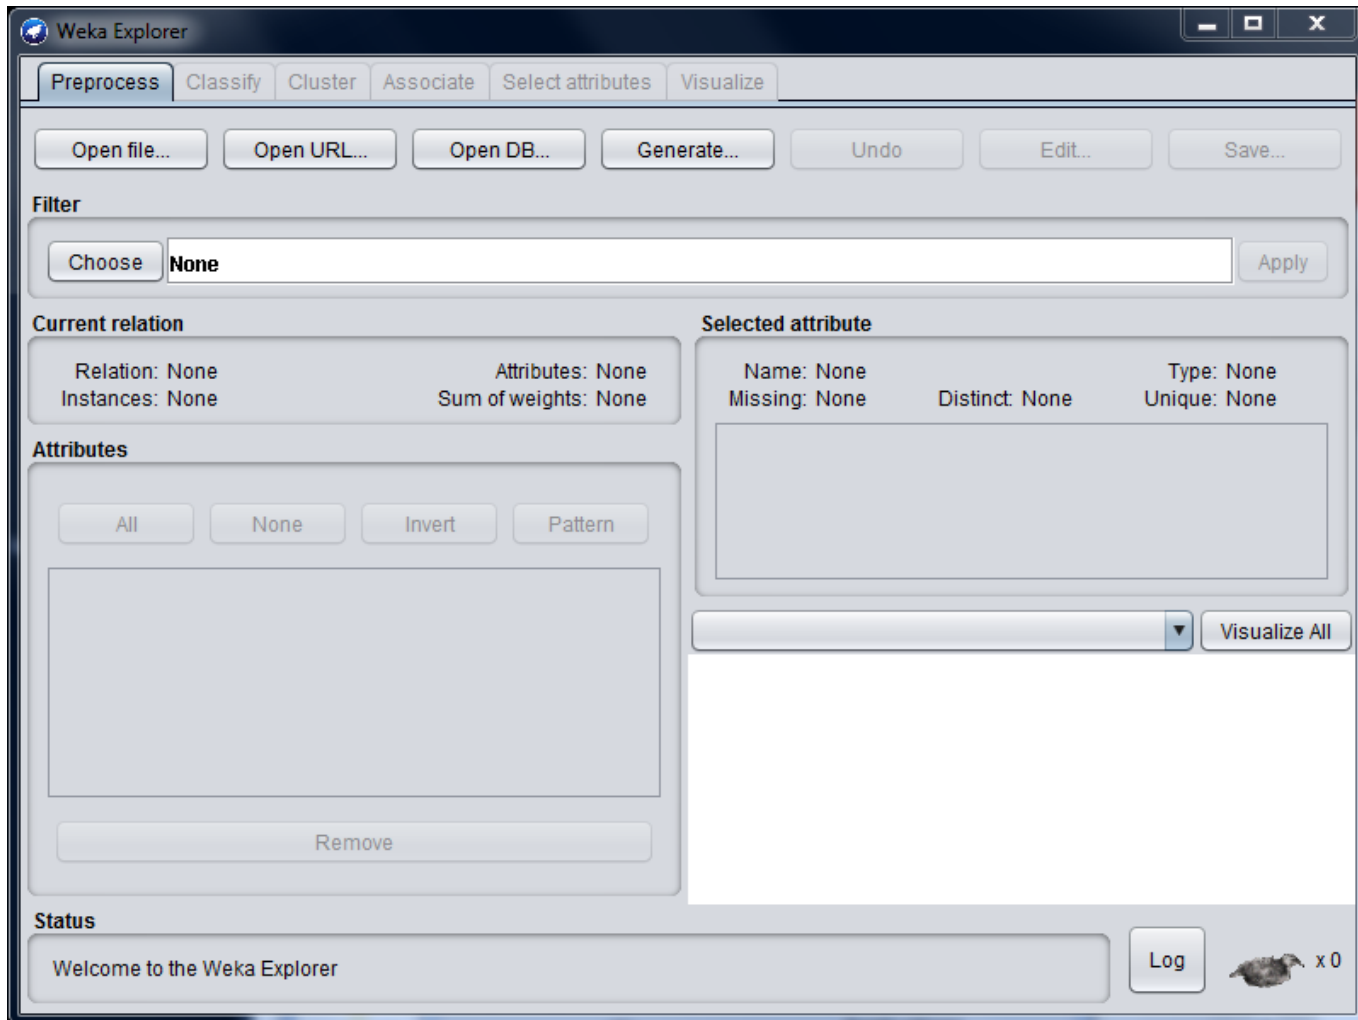 Weka Explorer
Preprocess Classify Cluster Associate Select attributes Visualize
Open file... Open URL... Open DB... Generate... Undo Edit... Save...
Filter
Choose None Apply
Current relation
Relation: None Attributes: None
Instances: None Sum of weights: None
Selected attribute
Name: None Type: None
Missing: None Distinct: None Unique: None
Attributes
All None Invert Pattern
Remove
Visualize All
Status
Welcome to the Weka Explorer
Log x 0